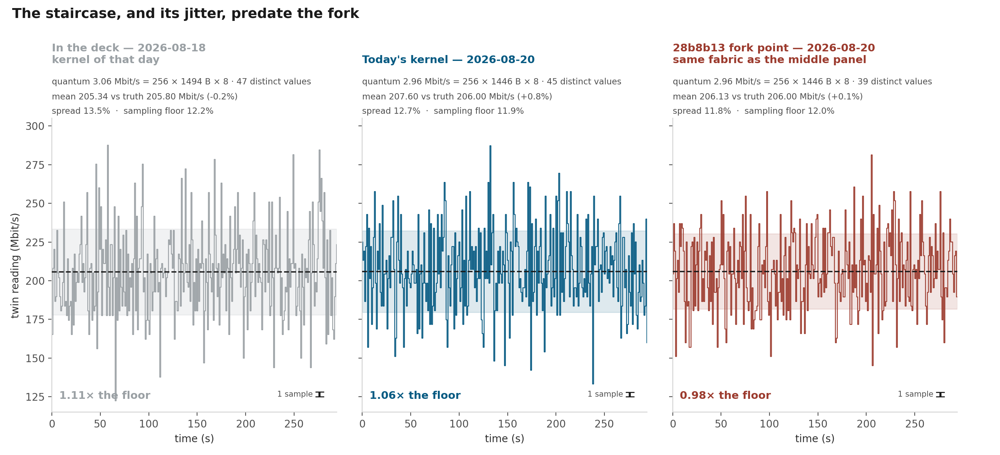 The staircase, and its jitter, predate the fork
In the deck — 2026-08-18
kernel of that day
quantum 3.06 Mbit/s = 256 × 1494 B × 8 · 47 distinct values
mean 205.34 vs truth 205.80 Mbit/s (-0.2%)
spread 13.5% · sampling floor 12.2%
Today's kernel — 2026-08-20
quantum 2.96 Mbit/s = 256 × 1446 B × 8 · 45 distinct values
mean 207.60 vs truth 206.00 Mbit/s (+0.8%)
spread 12.7% · sampling floor 11.9%
28b8b13 fork point — 2026-08-20
same fabric as the middle panel
quantum 2.96 Mbit/s = 256 × 1446 B × 8 · 39 distinct values
mean 206.13 vs truth 206.00 Mbit/s (+0.1%)
spread 11.8% · sampling floor 12.0%
twin reading (Mbit/s)
300
275
250
225
200
175
150
125
1.11× the floor
1 sample
0 50 100 150 200 250
time (s)
1.06× the floor
1 sample
0 50 100 150 200 250
time (s)
0.98× the floor
1 sample
0 50 100 150 200 250
time (s)